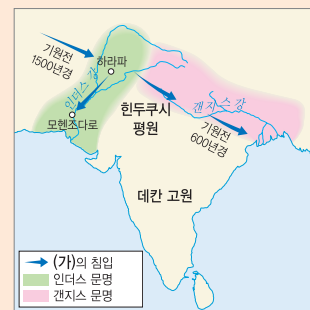 기원전
1500년경
하라파
인더스 강
모헨조다로
힌두쿠시
평원
갠지스 강
기원전
600년경
데칸 고원
(가)의 침입
인더스 문명
갠지스 문명